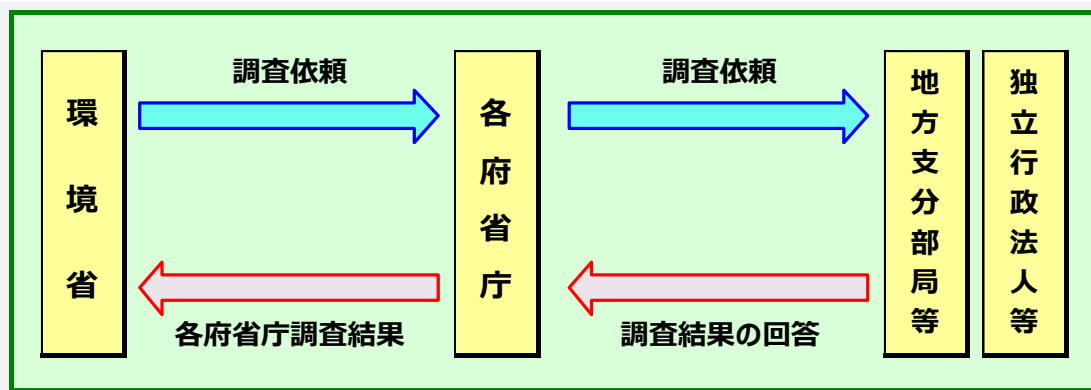 環境省
調査依頼
各府省庁調査結果
各府省庁
調査依頼
調査結果の回答
地方支分部局等
独立行政法人等